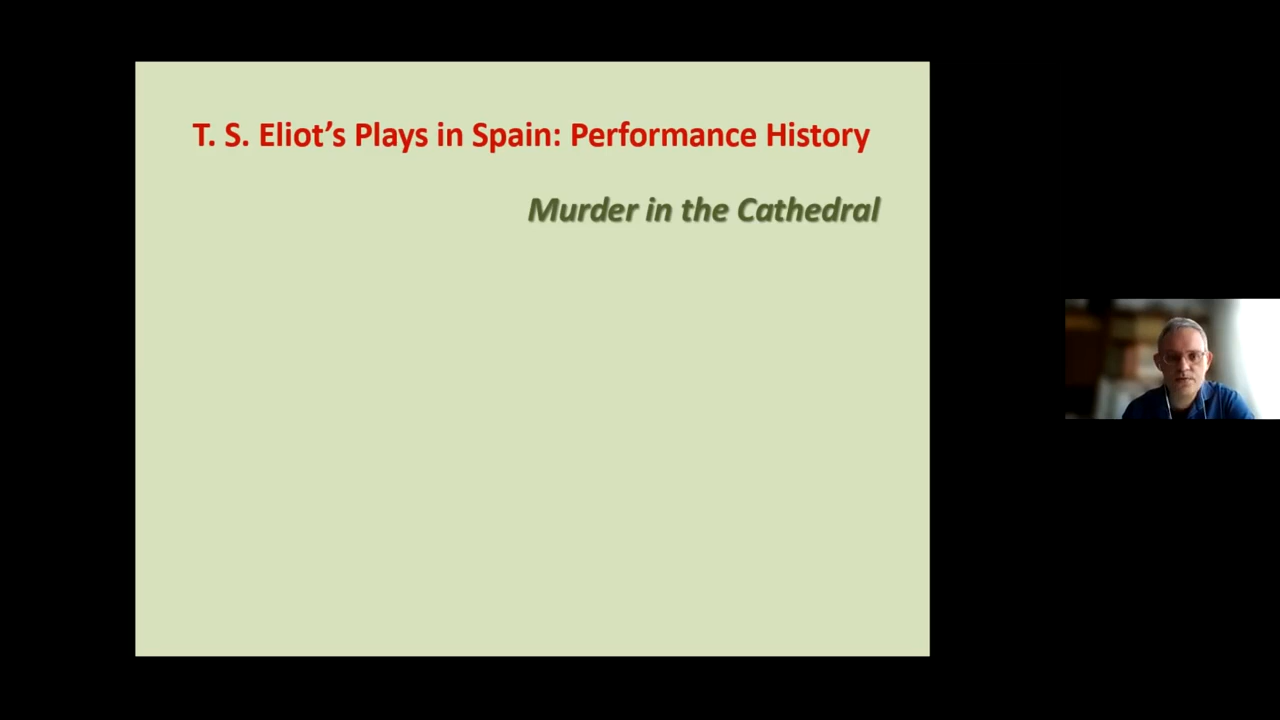 T. S. Eliot’s Plays in Spain: Performance History
Murder in the Cathedral